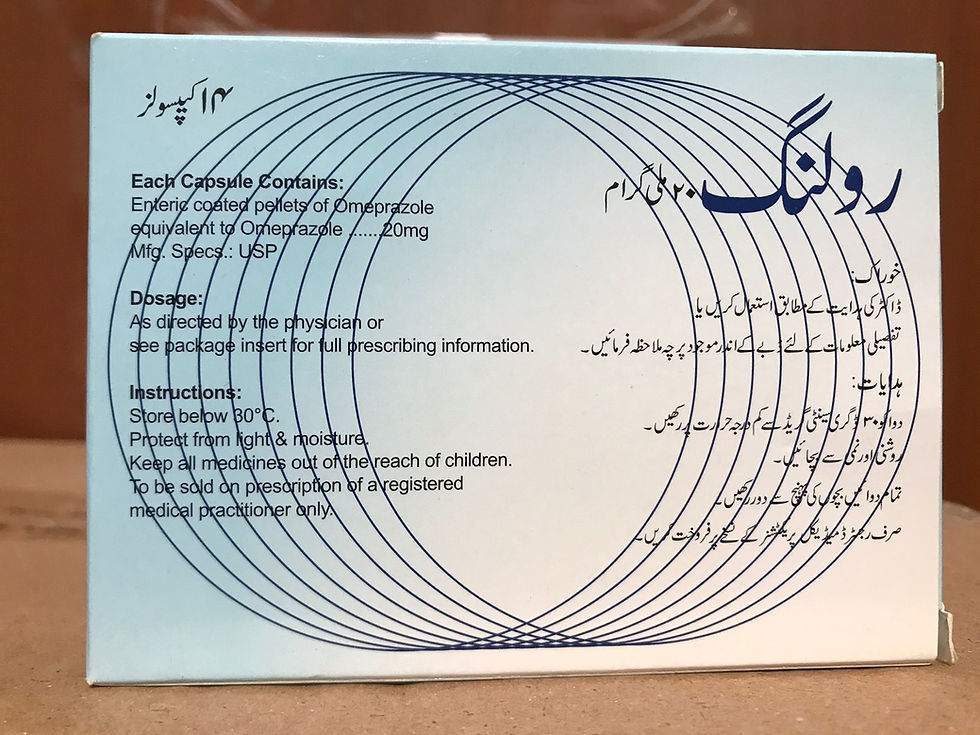 ۱۴ کیپسولز
Each Capsule Contains:
Enteric coated pellets of Omeprazole
equivalent to Omeprazole ......20mg
Mfg. Specs.: USP
Dosage:
As directed by the physician or
see package insert for full prescribing information.
Instructions:
Store below 30°C.
Protect from light & moisture.
Keep all medicines out of the reach of children.
To be sold on prescription of a registered
medical practitioner only.
رولنگ ۲۰ ملی گرام
خوراک:
ڈاکٹر کی ہدایت کے مطابق استعمال کریں یا
تفصیلی معلومات کے لئے ڈبے کے اندر موجود پرچہ ملاحظہ فرمائیں۔
ہدایات:
دوا کو ۳۰ ڈگری سینٹی گریڈ سے کم درجہ حرارت پر رکھیں۔
روشنی اور نمی سے بچائیں۔
تمام دوائیں بچوں کی پہنچ سے دور رکھیں۔
صرف رجسٹرڈ میڈیکل پریکٹشنر کے نسخے پر فروخت کریں۔